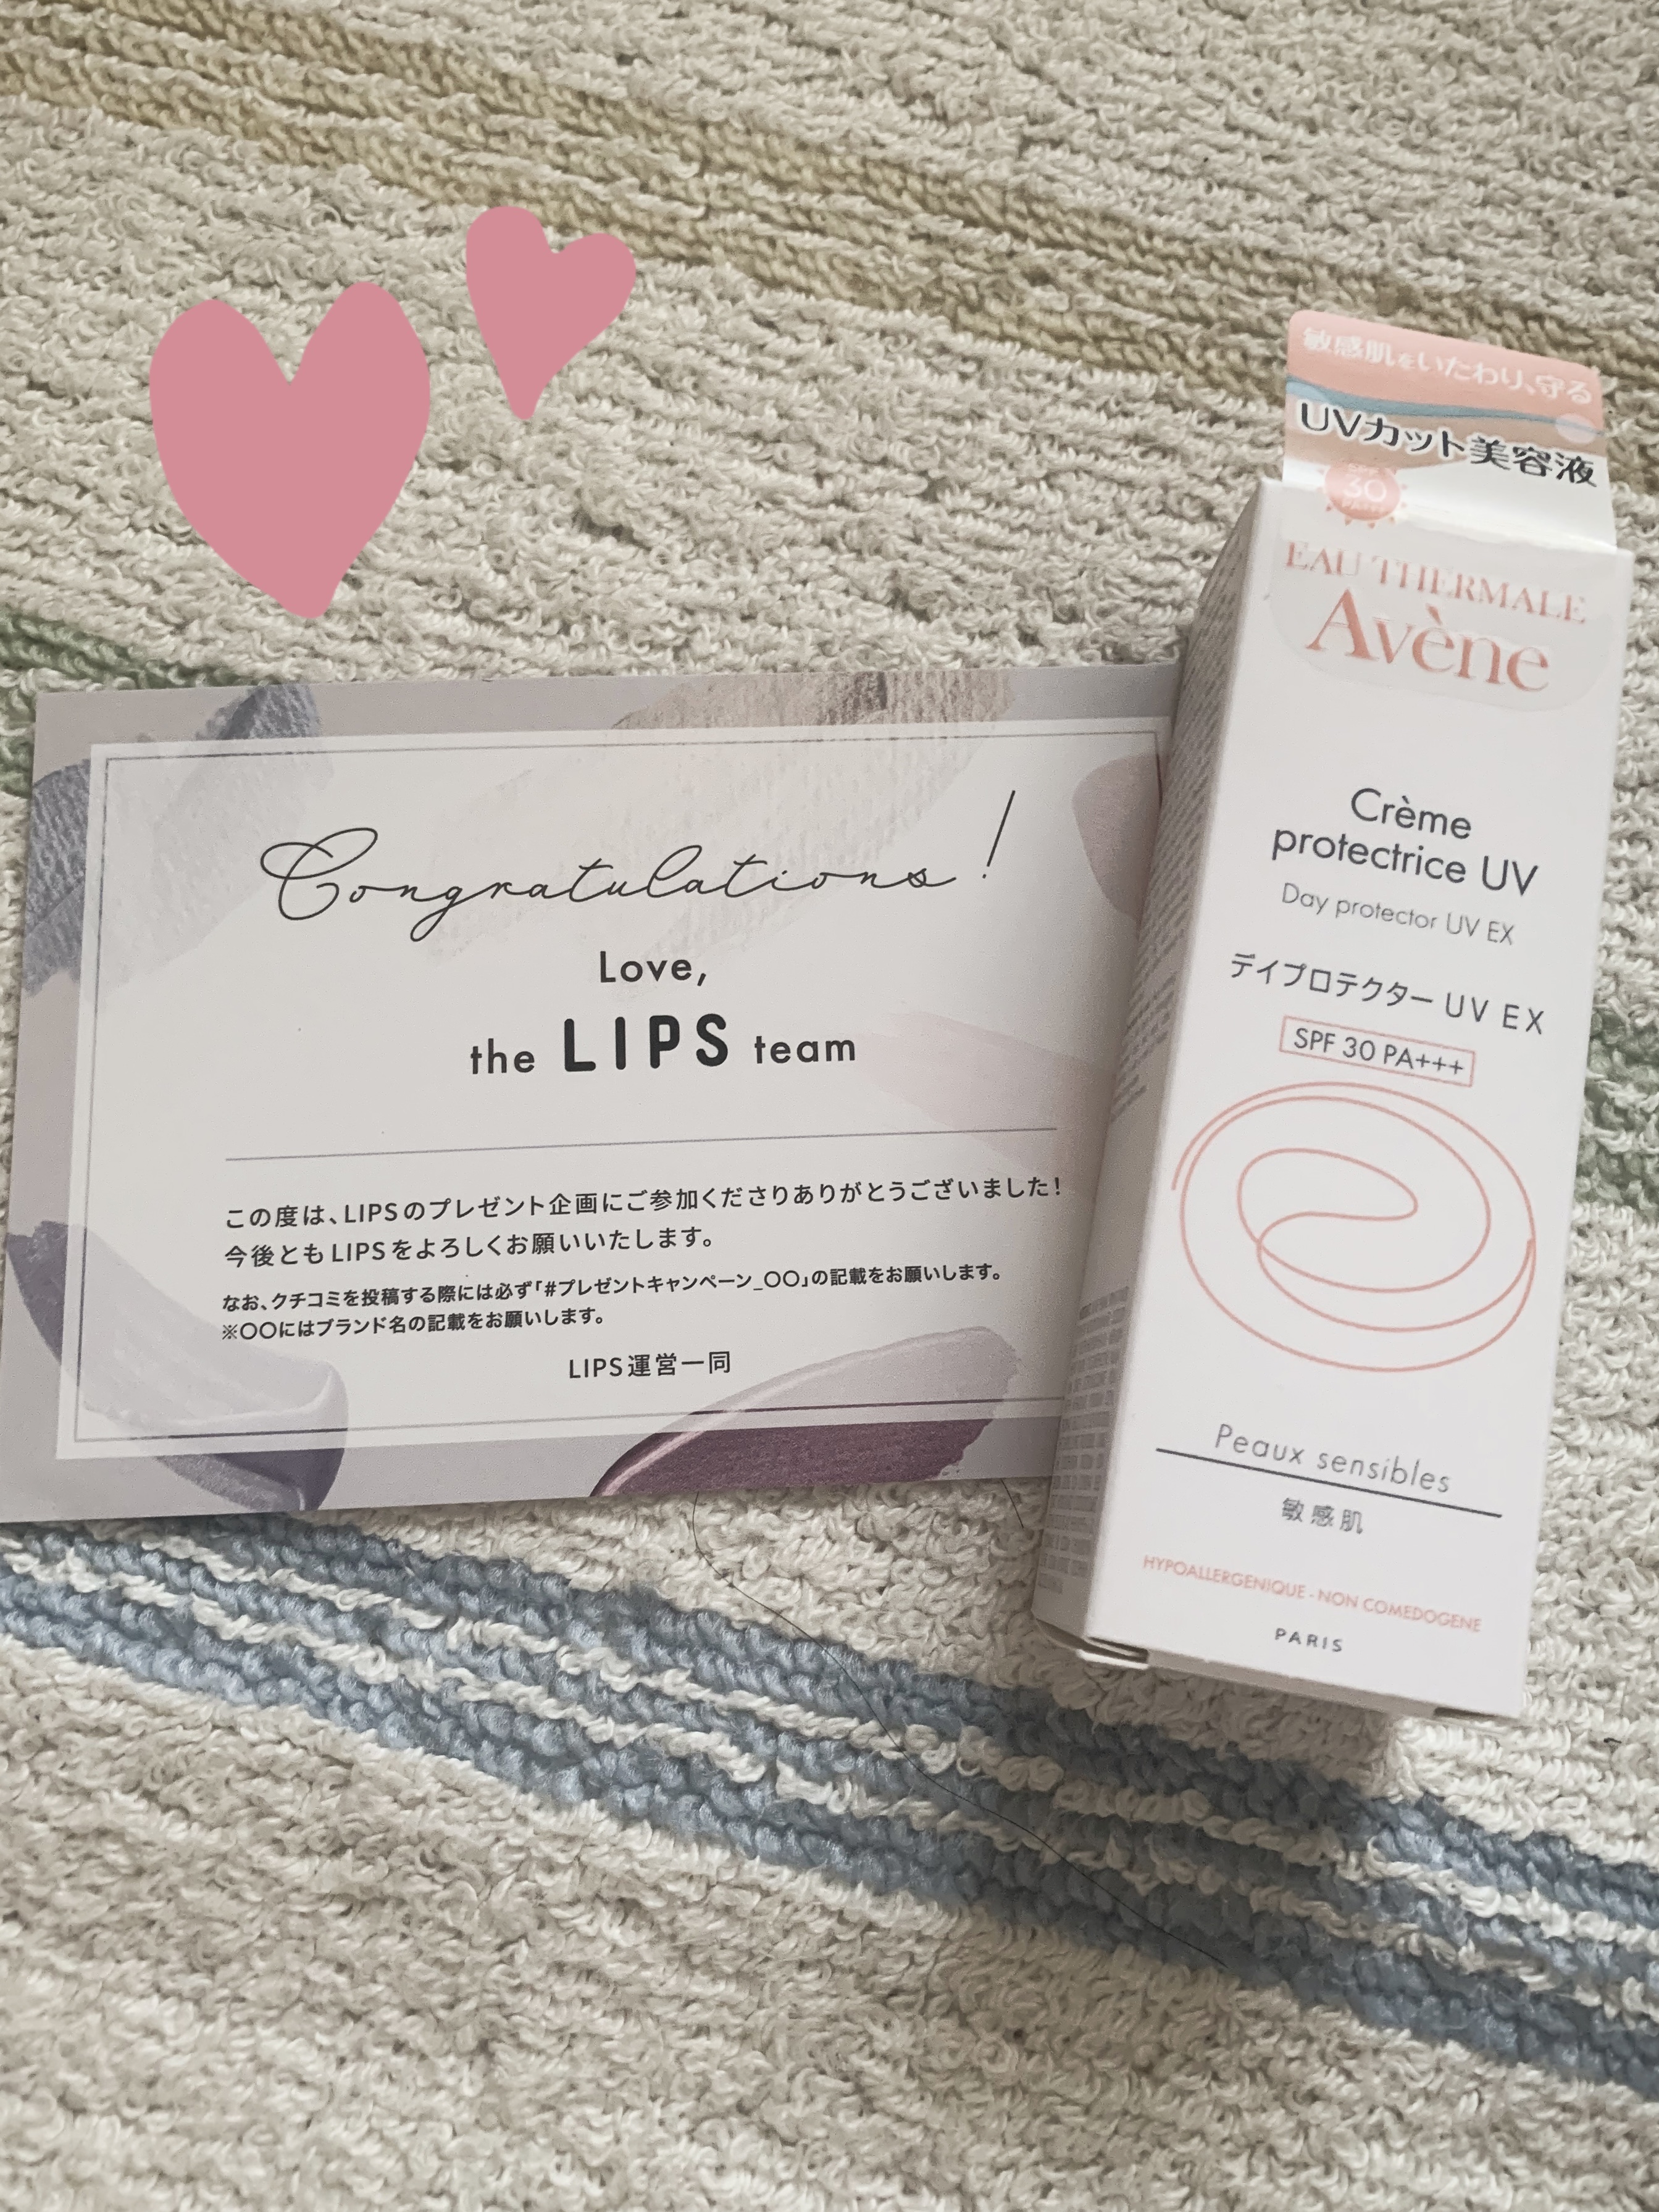 Congratulations!
Love,
the LIPS team
この度は、LIPSのプレゼント企画にご参加くださりありがとうございました!
今後ともLIPSをよろしくお願いいたします。
なお、クチコミを投稿する際には必ず「#プレゼントキャンペーン_〇〇」の記載をお願いします。
※〇〇にはブランド名の記載をお願いします。
LIPS運営一同
敏感肌をいたわり、守る
UVカット美容液
SPF
30
EAU THERMALE
Avène
Crème
protectrice UV
Day protector UV EX
デイプロテクター UV EX
SPF 30 PA+++
Peaux sensibles
敏感肌
HYPOALLERGENIQUE - NON COMEDOGENE
PARIS